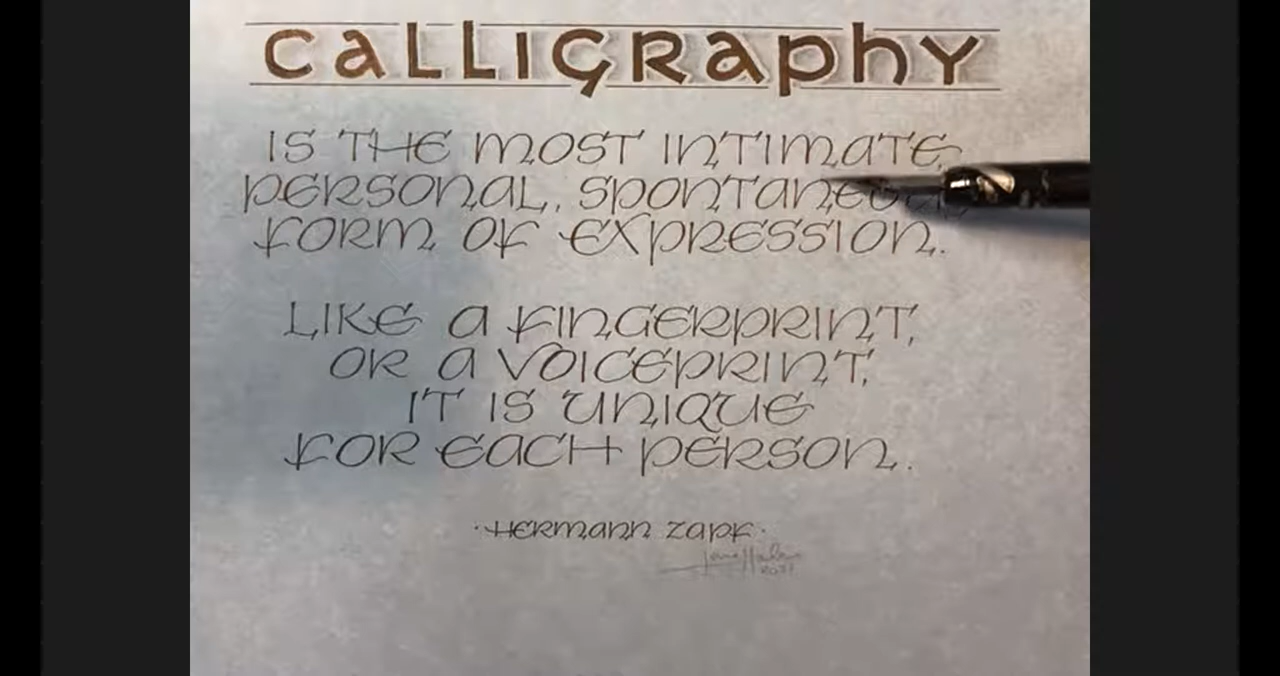 CALLIGRAPHY
IS THE MOST INTIMATE,
PERSONAL, SPONTANEOUS
FORM OF EXPRESSION.
LIKE A FINGERPRINT,
OR A VOICEPRINT,
IT IS UNIQUE
FOR EACH PERSON.
·HERMANN ZAPF·